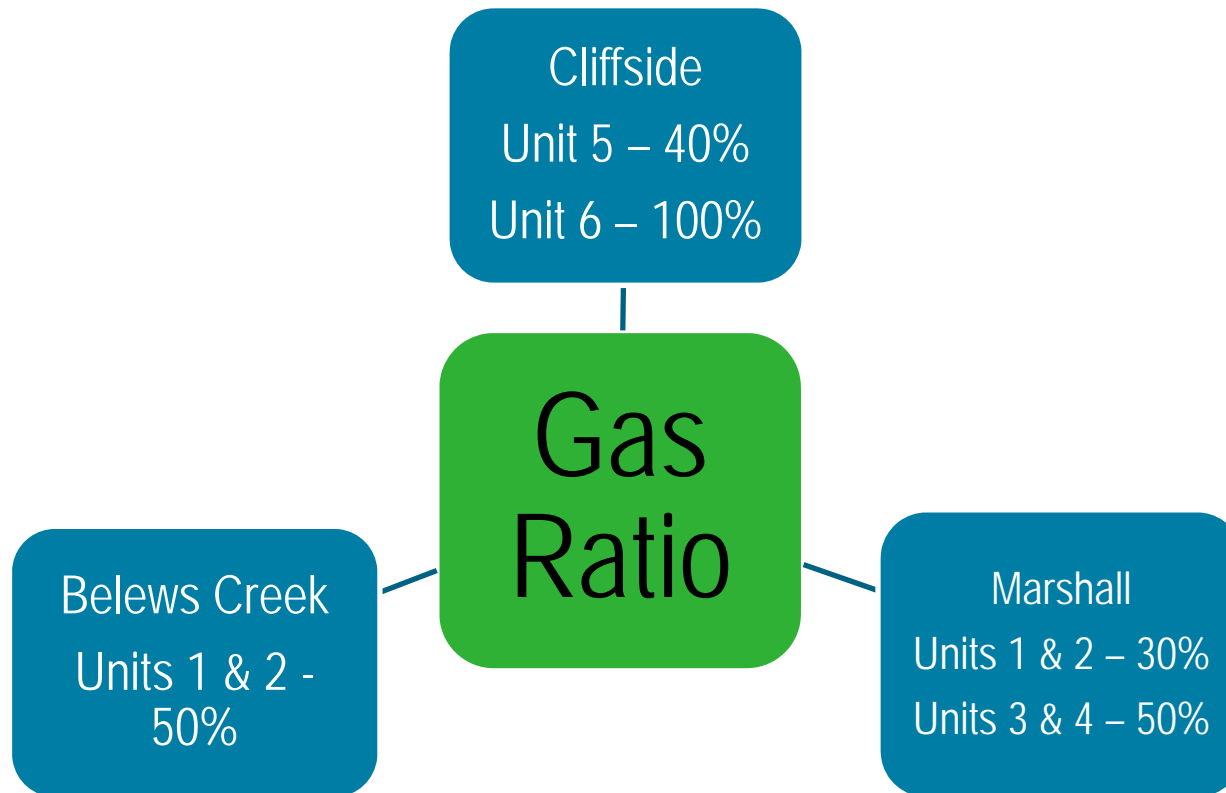 Cliffside
Unit 5 – 40%
Unit 6 – 100%
Gas
Ratio
Belews Creek
Units 1 & 2 -
50%
Marshall
Units 1 & 2 – 30%
Units 3 & 4 – 50%